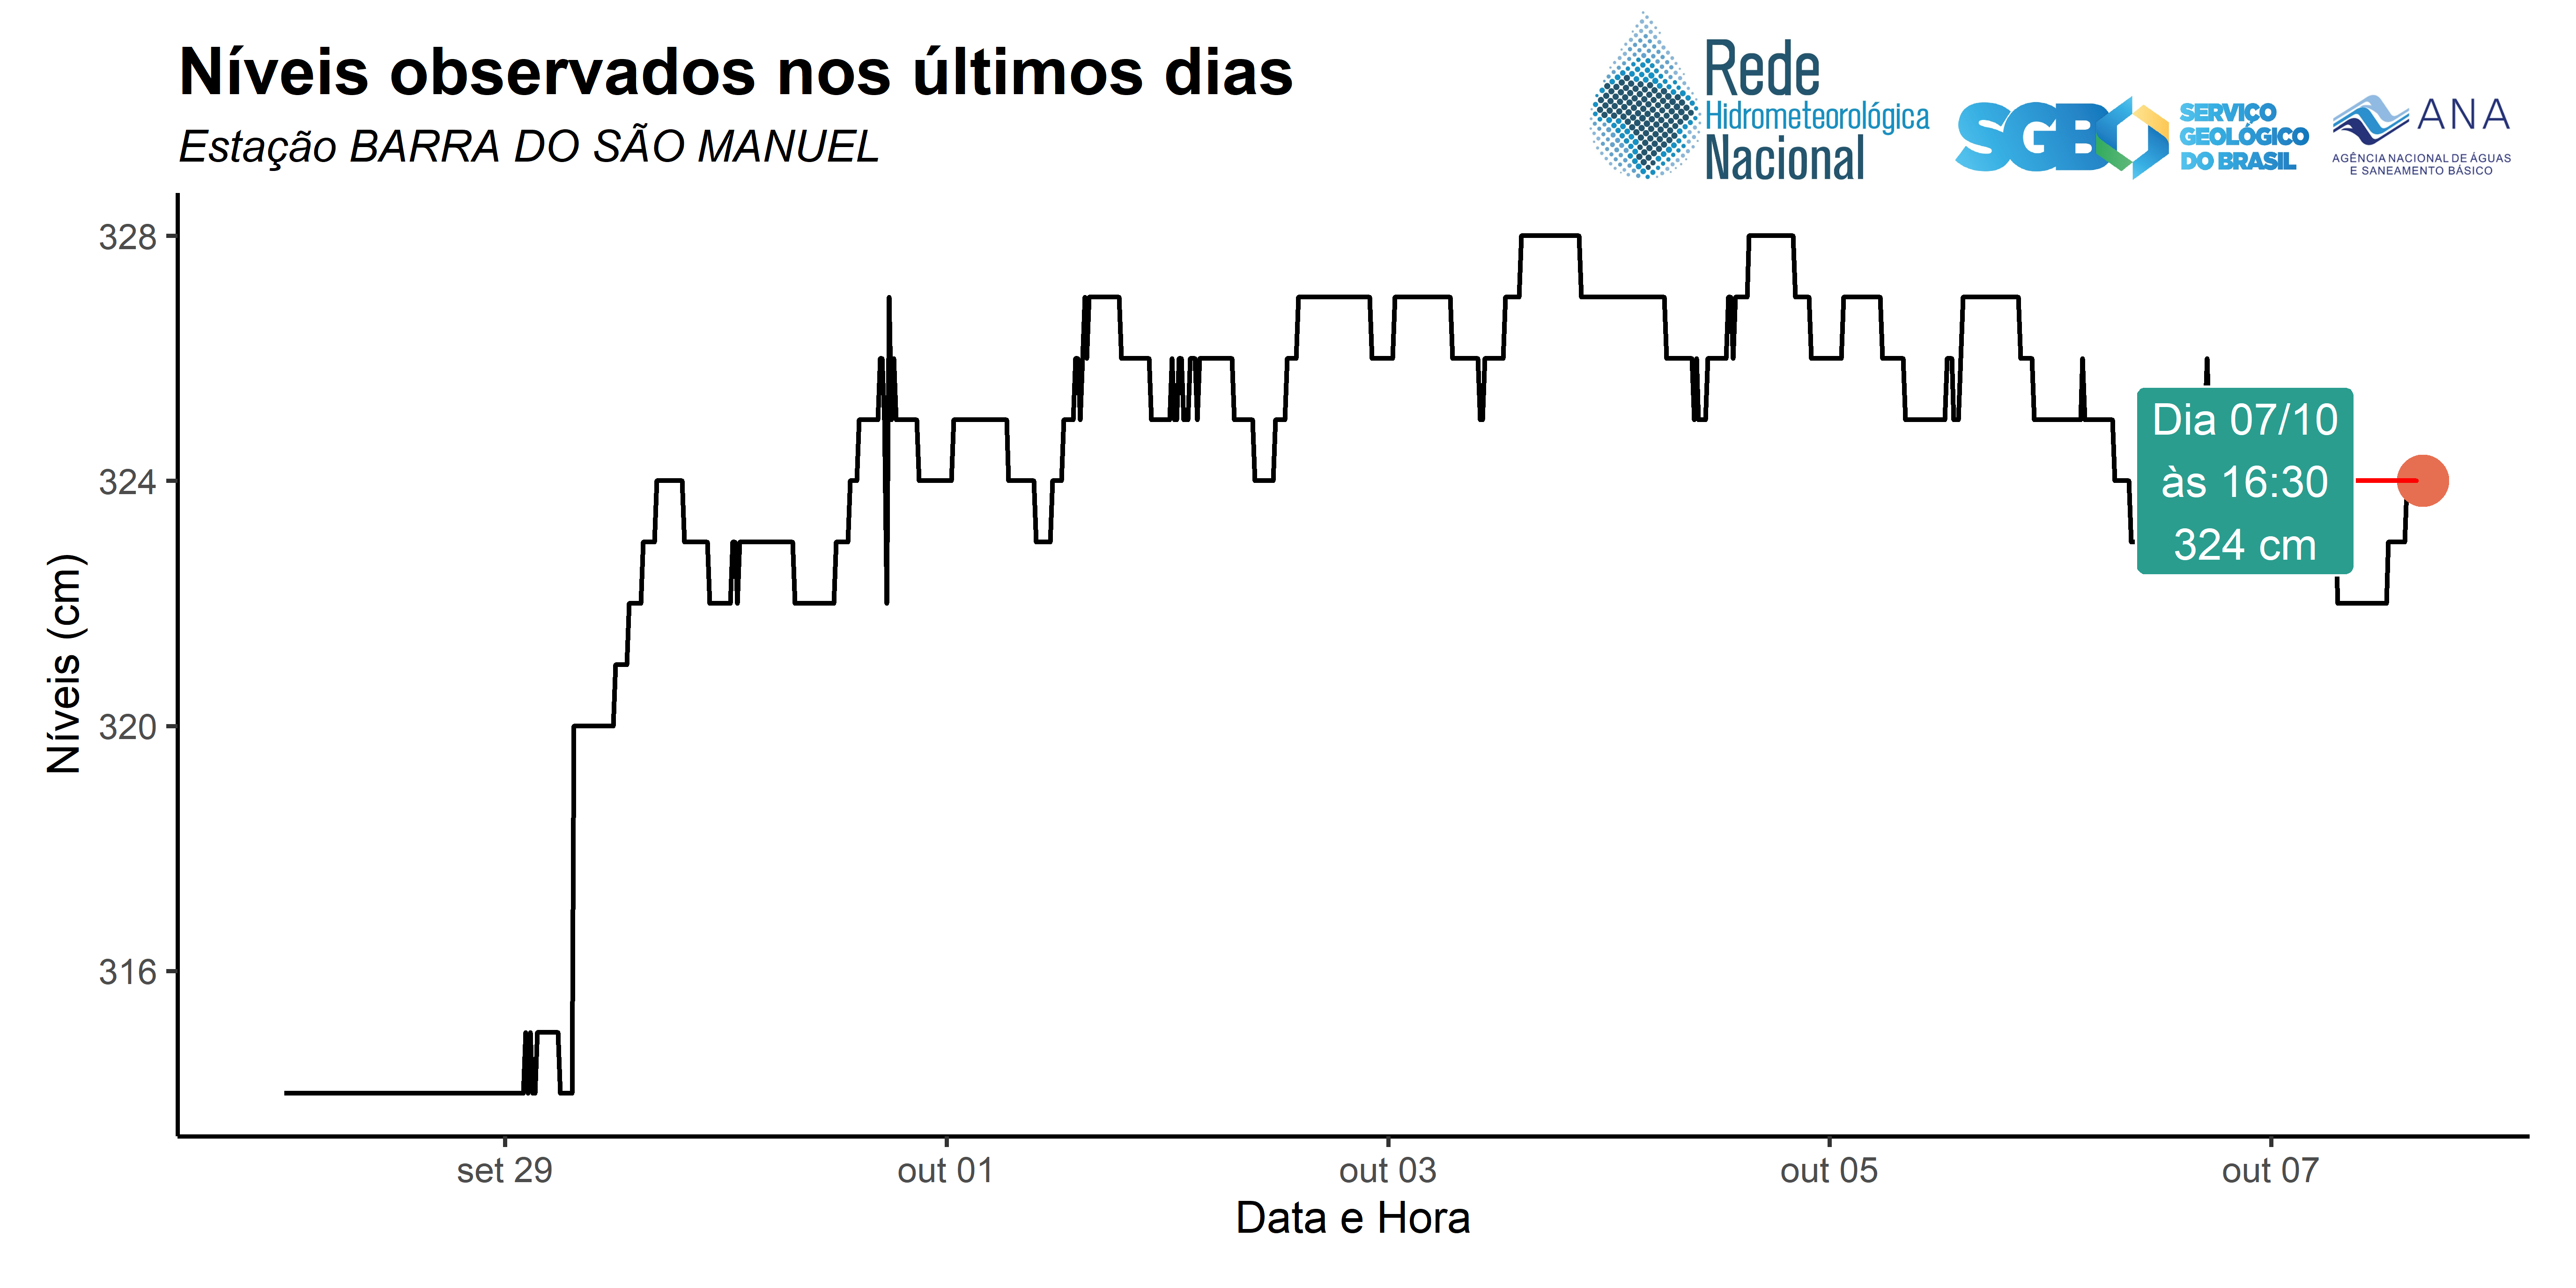 Níveis observados nos últimos dias
Estação BARRA DO SÃO MANUEL
Rede
Hidrometeorológica
Nacional
SGB
SERVIÇO
GEOLÓGICO
DO BRASIL
ANA
AGÊNCIA NACIONAL DE ÁGUAS
E SANEAMENTO BÁSICO
328
324
320
316
Níveis (cm)
Dia 07/10
às 16:30
324 cm
set 29
out 01
out 03
out 05
out 07
Data e Hora